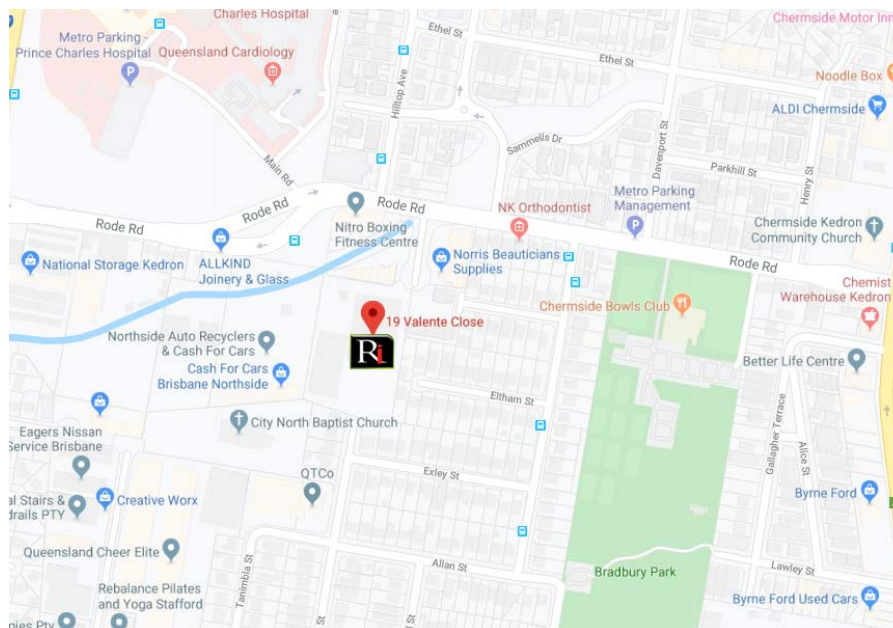 Charles Hospital
Chermside Motor Inn
Metro Parking -
Prince Charles Hospital
Queensland Cardiology
Ethel St
Ethel St
Noodle Box
Hilltop Ave
ALDI Chermside
Sammells Dr
Davenport St
Main Rd
Parkhill St
Henry St
Rode Rd
Rode Rd
Rode Rd
NK Orthodontist
Metro Parking
Management
Nitro Boxing
Fitness Centre
Chermside Kedron
Community Church
National Storage Kedron
ALLKIND
Joinery & Glass
Norris Beauticians
Supplies
Rode Rd
Chemist
Warehouse Kedron
Chermside Bowls Club
19 Valente Close
Ri
Northside Auto Recyclers
& Cash For Cars
Cash For Cars
Brisbane Northside
Better Life Centre
Eltham St
City North Baptist Church
Gallagher Terrace
Alice St
Eagers Nissan
Service Brisbane
Exley St
QTCo
Creative Worx
Byrne Ford
al Stairs &
drails PTY
Queensland Cheer Elite
Allan St
Bradbury Park
Lawley St
Tanimbla St
Rebalance Pilates
and Yoga Stafford
Byrne Ford Used Cars
gies Pty